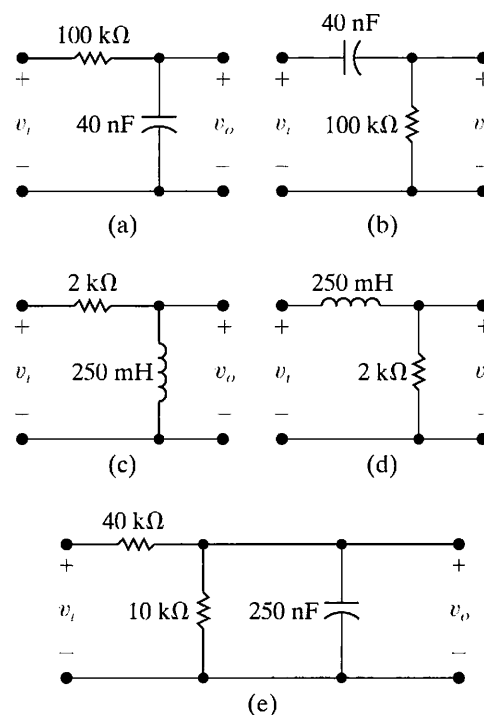 100 kΩ
+ +
v_i 40 nF v_o
− −
(a)
40 nF
+ +
v_i 100 kΩ v
− −
(b)
2 kΩ
+ +
v_i 250 mH v_o
− −
(c)
250 mH
+ +
v_i 2 kΩ v
− −
(d)
40 kΩ
+ +
v_i 10 kΩ 250 nF v_o
− −
(e)